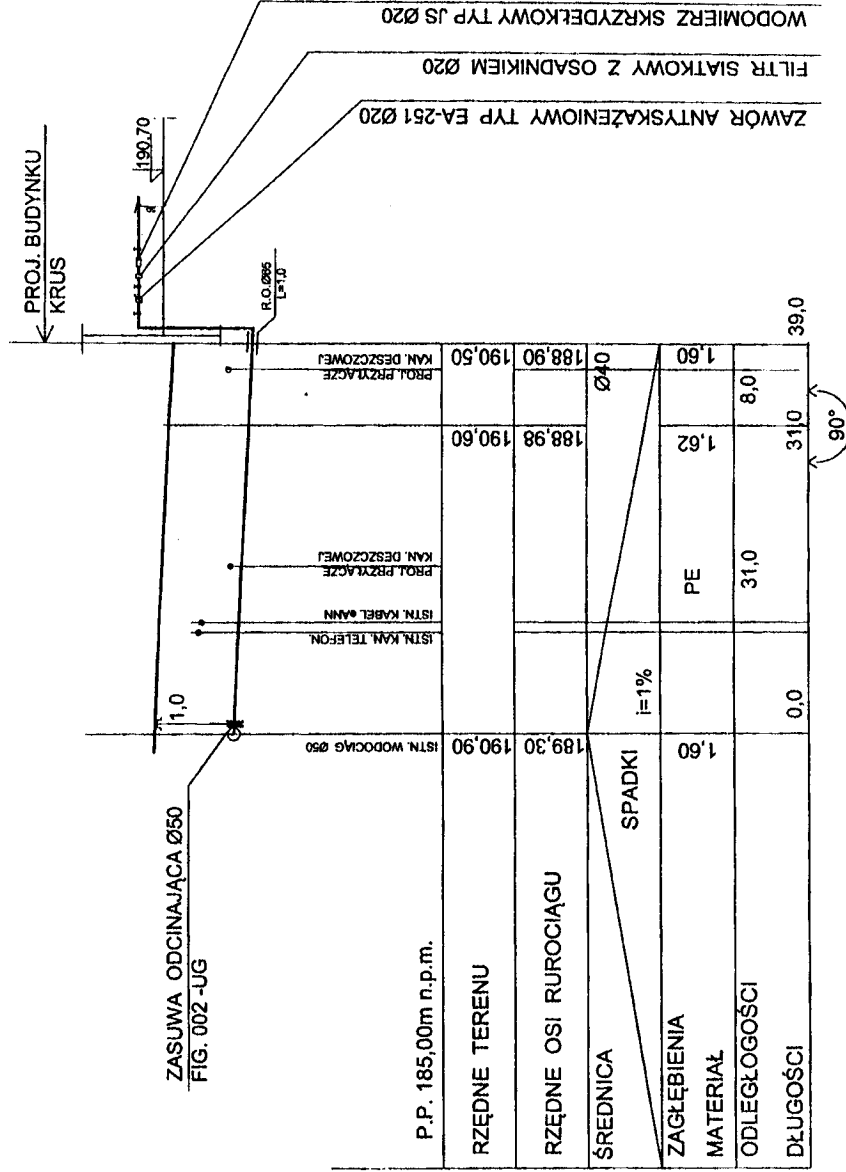 PROJ. BUDYNKU
KRUS
190.70
WODOMIERZ SKRZYDEŁKOWY TYP JS Ø20
FILTR SIATKOWY Z OSADNIKIEM Ø20
ZAWÓR ANTYSKAŻENIOWY TYP EA-251 Ø20
R.O.Ø65
L=1,0
1,0
ZASUWA ODCINAJĄCA Ø50
FIG. 002 -UG
ISTN. WODOCIĄG Ø50
ISTN. KAN. TELEFON.
ISTN. KABEL eANN
PROJ. PRZYŁĄCZE
KAN. DESZCZOWEJ
PROJ. PRZYŁĄCZE
KAN. DESZCZOWEJ
P.P. 185,00m n.p.m.
RZĘDNE TERENU 190,90 190,60 190,50
RZĘDNE OSI RUROCIĄGU 189,30 188,98 188,90
ŚREDNICA Ø40
SPADKI i=1%
ZAGŁĘBIENIA 1,60 1,62 1,60
MATERIAŁ PE
ODLEGŁOGOŚCI 31,0 8,0
DŁUGOŚCI 0,0 31,0 39,0
90°